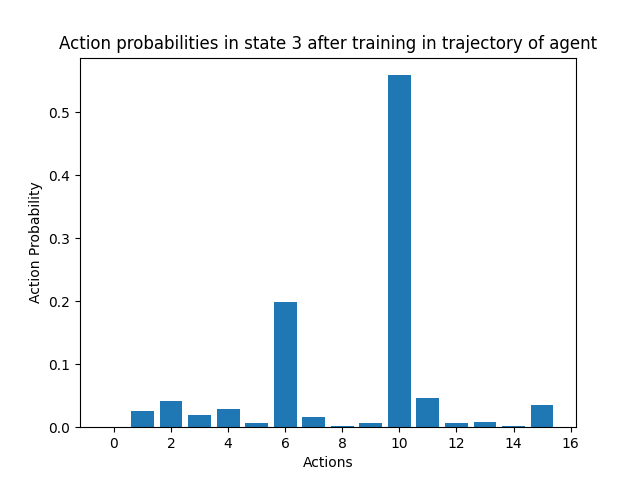 Action probabilities in state 3 after training in trajectory of agent
Action Probability
0.5
0.4
0.3
0.2
0.1
0.0
0 2 4 6 8 10 12 14 16
Actions